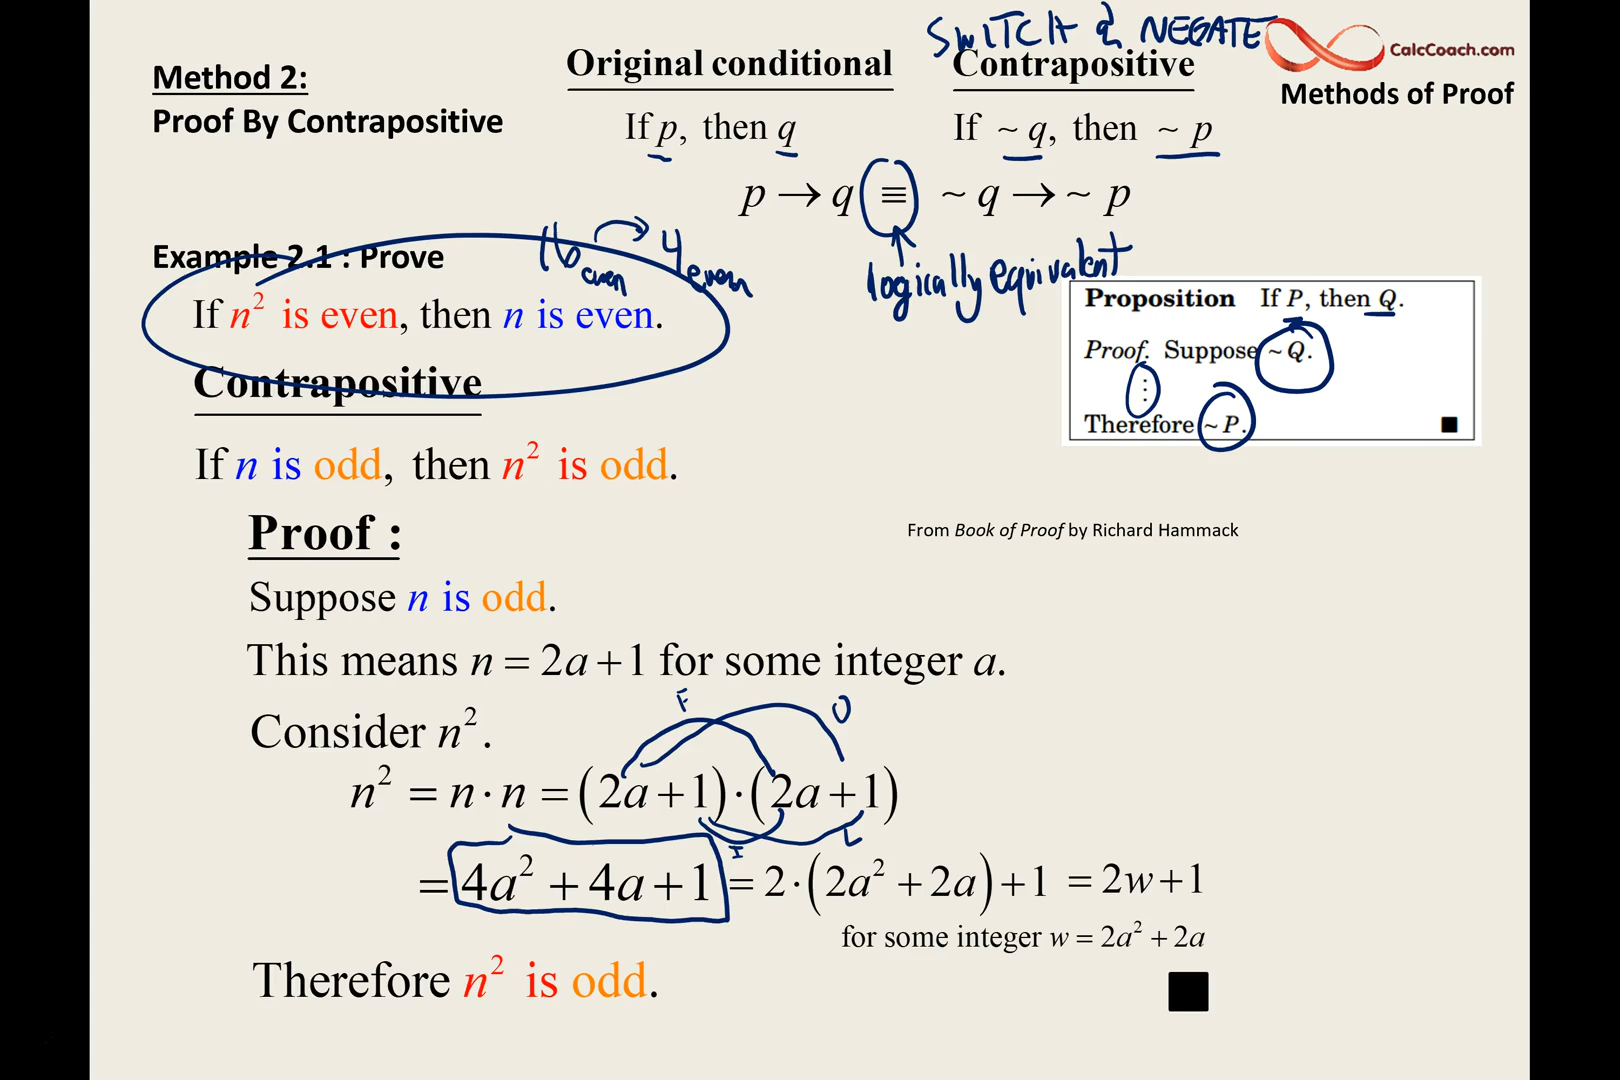 SWITCH & NEGATE
CalcCoach.com
Methods of Proof
Method 2:
Proof By Contrapositive
Original conditional
Contrapositive
If p, then q
If ~ q, then ~ p
p → q ≡ ~ q → ~ p
logically equivalent
Example 2.1 : Prove
16 even 4 even
If n² is even, then n is even.
Proposition If P, then Q.
Proof. Suppose ~Q.
⋮
Therefore ~P. ■
Contrapositive
If n is odd, then n² is odd.
From Book of Proof by Richard Hammack
Proof :
Suppose n is odd.
This means n = 2a + 1 for some integer a.
Consider n².
F O
n² = n · n = (2a + 1) · (2a + 1)
I L
= 4a² + 4a + 1 = 2 · (2a² + 2a) + 1 = 2w + 1
for some integer w = 2a² + 2a
Therefore n² is odd. ■